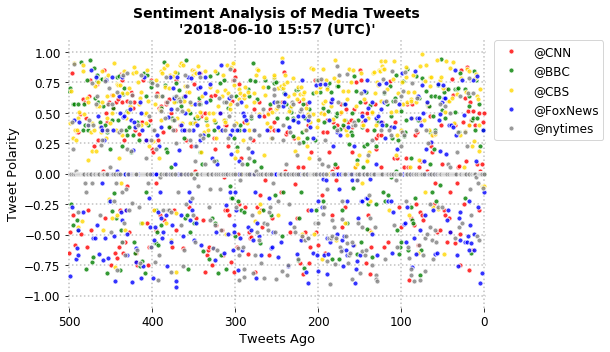 Sentiment Analysis of Media Tweets
'2018-06-10 15:57 (UTC)'
@CNN
@BBC
@CBS
@FoxNews
@nytimes
Tweet Polarity
1.00
0.75
0.50
0.25
0.00
−0.25
−0.50
−0.75
−1.00
500 400 300 200 100 0
Tweets Ago